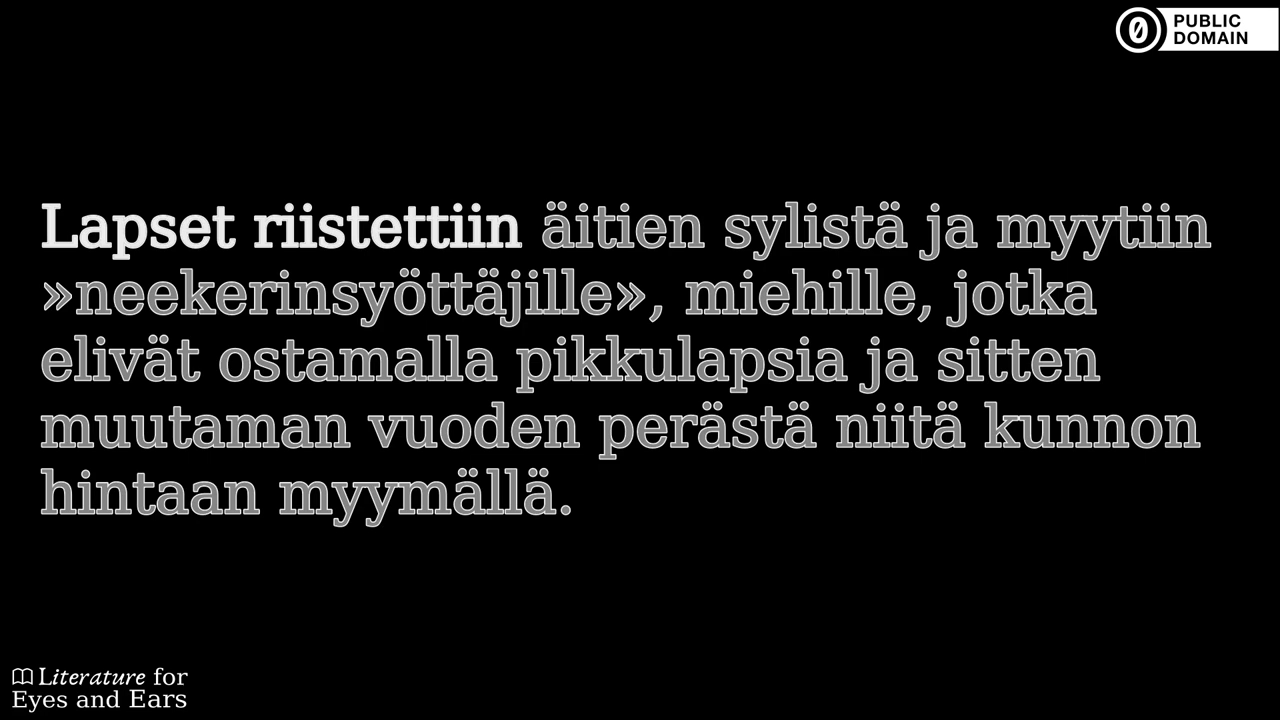 PUBLIC
DOMAIN
Lapset riistettiin äitien sylistä ja myytiin
»neekerinsyöttäjille», miehille, jotka
elivät ostamalla pikkulapsia ja sitten
muutaman vuoden perästä niitä kunnon
hintaan myymällä.
Literature for
Eyes and Ears